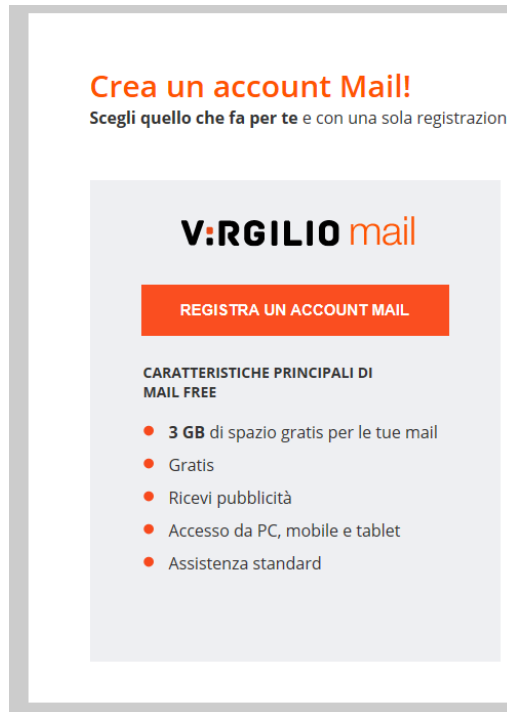 Crea un account Mail!
Scegli quello che fa per te e con una sola registrazion
V:RGILIO mail
REGISTRA UN ACCOUNT MAIL
CARATTERISTICHE PRINCIPALI DI
MAIL FREE
3 GB di spazio gratis per le tue mail
Gratis
Ricevi pubblicità
Accesso da PC, mobile e tablet
Assistenza standard